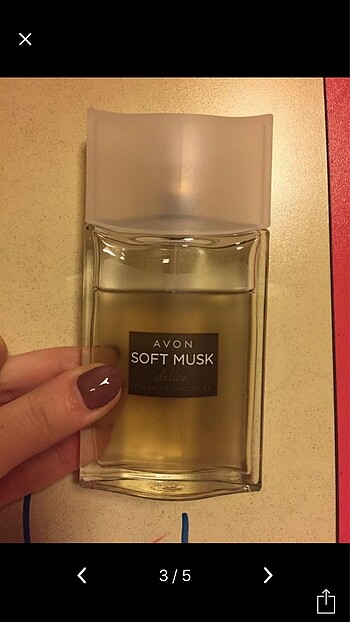 AVON
SOFT MUSK
delice
3 / 5